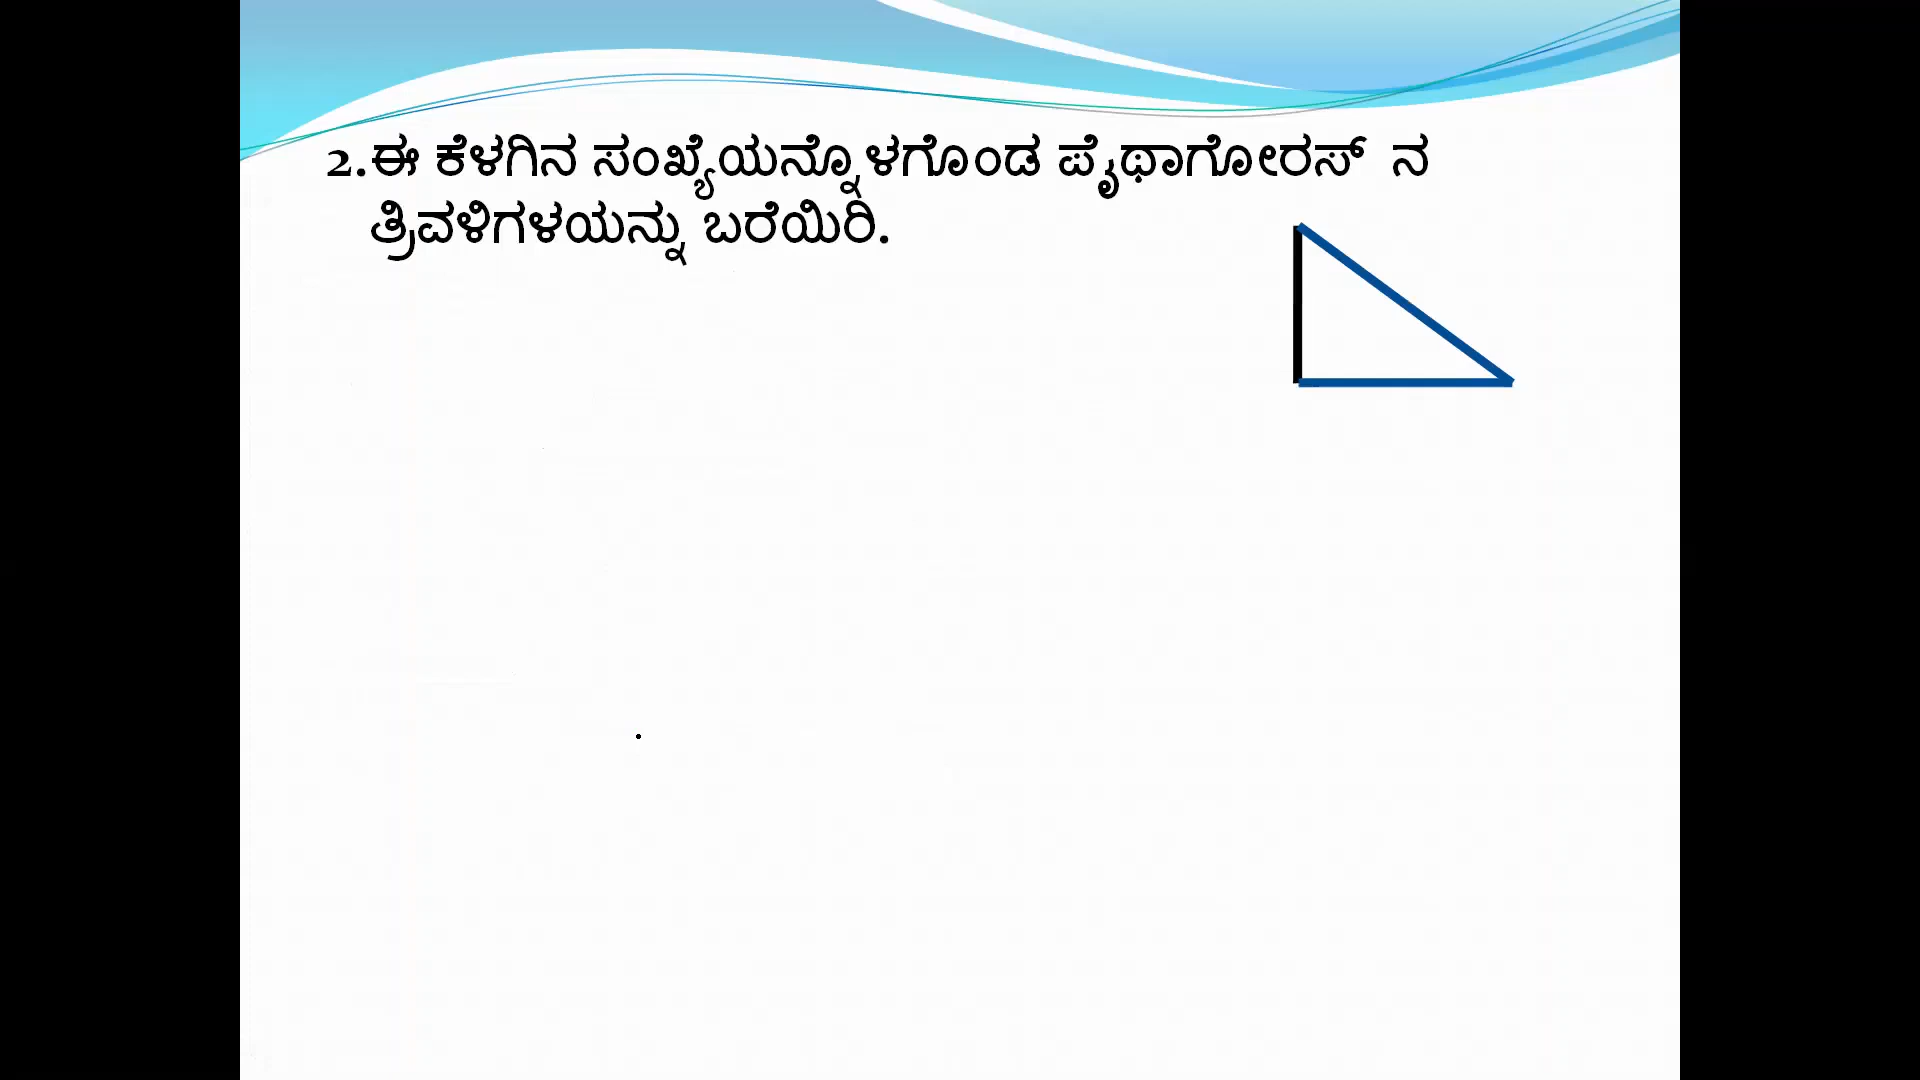 2.ಈ ಕೆಳಗಿನ ಸಂಖ್ಯೆಯನ್ನೊಳಗೊಂಡ ಪೈಥಾಗೋರಸ್ ನ
ತ್ರಿವಳಿಗಳಯನ್ನು ಬರೆಯಿರಿ.